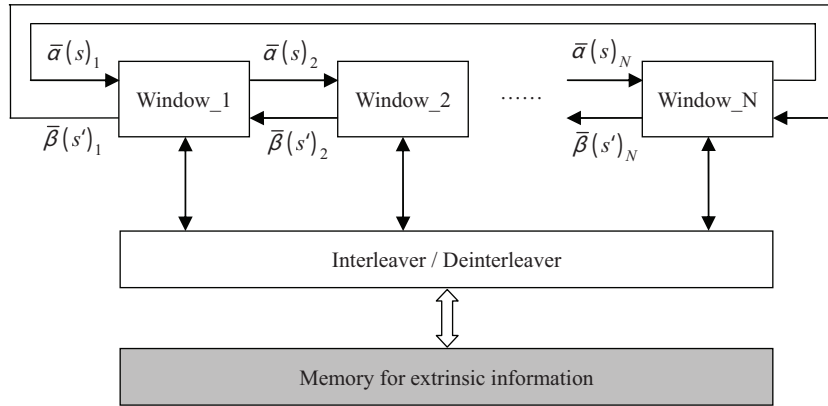 ᾱ(s)₁ ᾱ(s)₂ ᾱ(s)_N
Window_1 Window_2 ...... Window_N
β̄(s')₁ β̄(s')₂ β̄(s')_N
Interleaver / Deinterleaver
Memory for extrinsic information